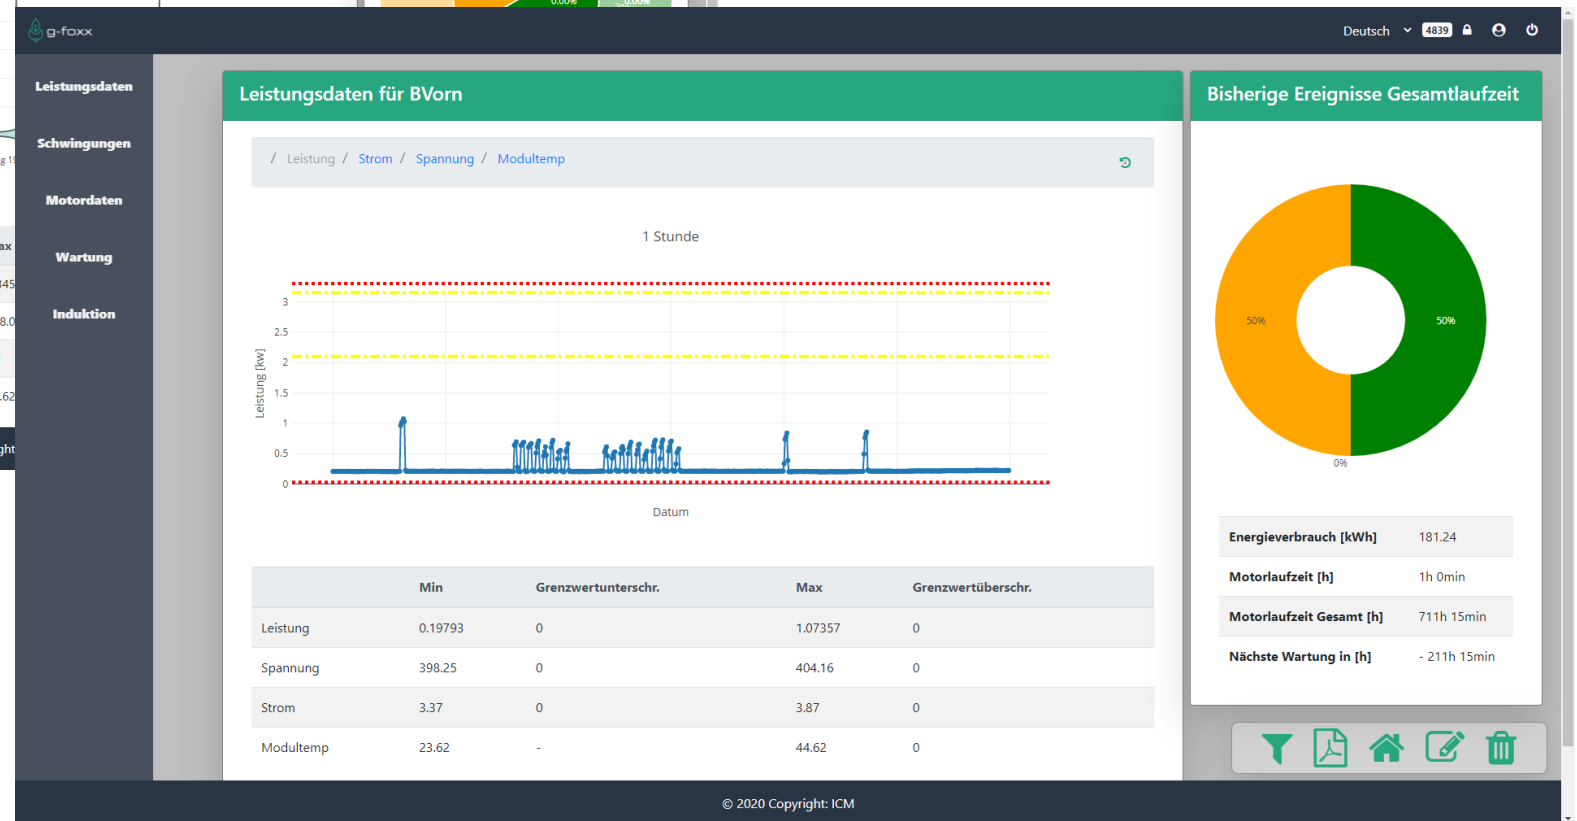 0.00%
0.00%
g-foxx
Deutsch
4839
Leistungsdaten
Schwingungen
Motordaten
Wartung
Induktion
Leistungsdaten für BVorn
/ Leistung / Strom / Spannung / Modultemp
1 Stunde
3
2.5
2
1.5
1
0.5
0
Leistung [kw]
Datum
Min Grenzwertunterschr. Max Grenzwertüberschr.
Leistung 0.19793 0 1.07357 0
Spannung 398.25 0 404.16 0
Strom 3.37 0 3.87 0
Modultemp 23.62 - 44.62 0
Bisherige Ereignisse Gesamtlaufzeit
50%
50%
0%
Energieverbrauch [kWh] 181.24
Motorlaufzeit [h] 1h 0min
Motorlaufzeit Gesamt [h] 711h 15min
Nächste Wartung in [h] - 211h 15min
© 2020 Copyright: ICM